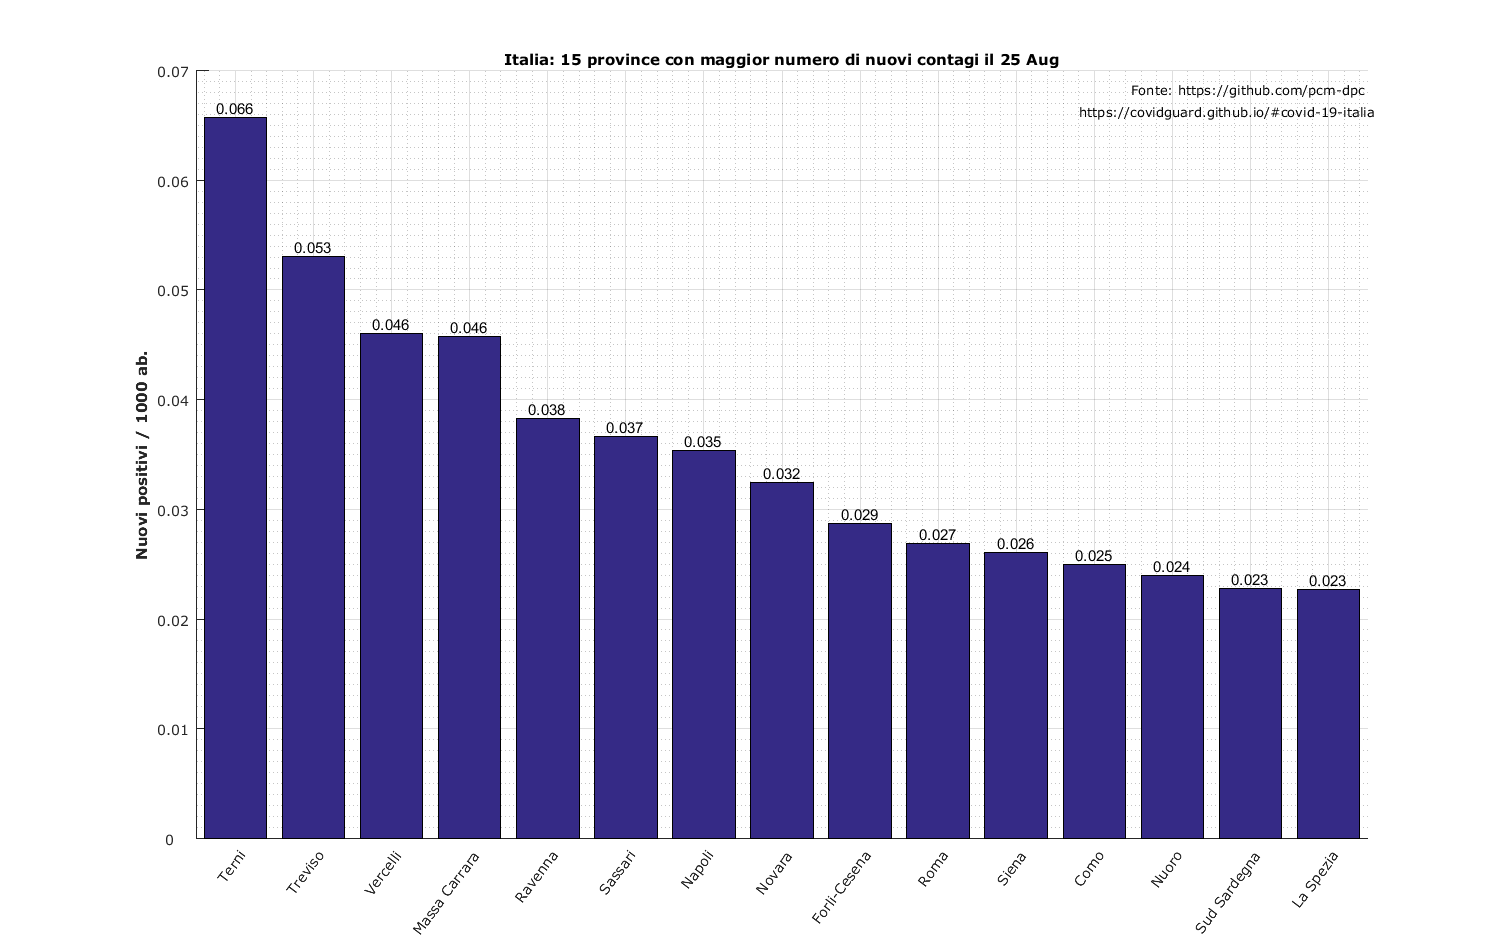 Italia: 15 province con maggior numero di nuovi contagi il 25 Aug
Fonte: https://github.com/pcm-dpc
https://covidguard.github.io/#covid-19-italia
Nuovi positivi / 1000 ab.
0.07
0.06
0.05
0.04
0.03
0.02
0.01
0
0.066
0.053
0.046
0.046
0.038
0.037
0.035
0.032
0.029
0.027
0.026
0.025
0.024
0.023
0.023
Terni
Treviso
Vercelli
Massa Carrara
Ravenna
Sassari
Napoli
Novara
Forlì-Cesena
Roma
Siena
Como
Nuoro
Sud Sardegna
La Spezia